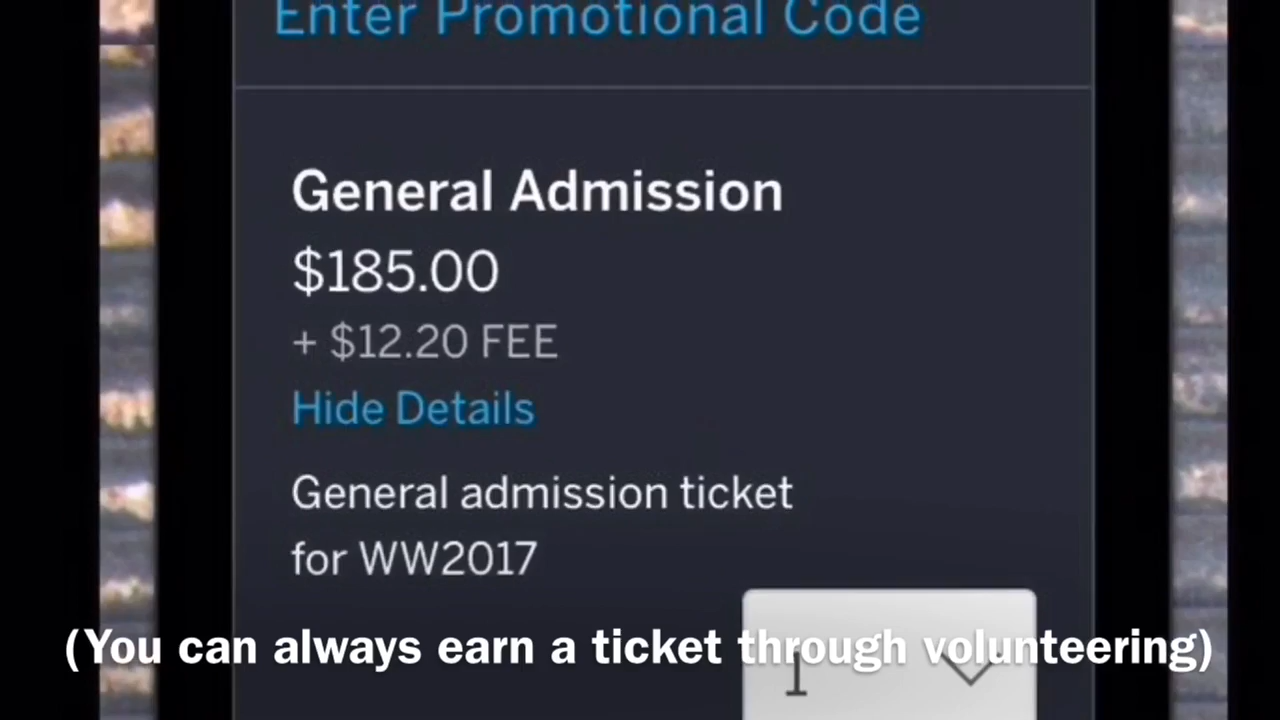 Enter Promotional Code
General Admission
$185.00
+ $12.20 FEE
Hide Details
General admission ticket
for WW2017
1
(You can always earn a ticket through volunteering)